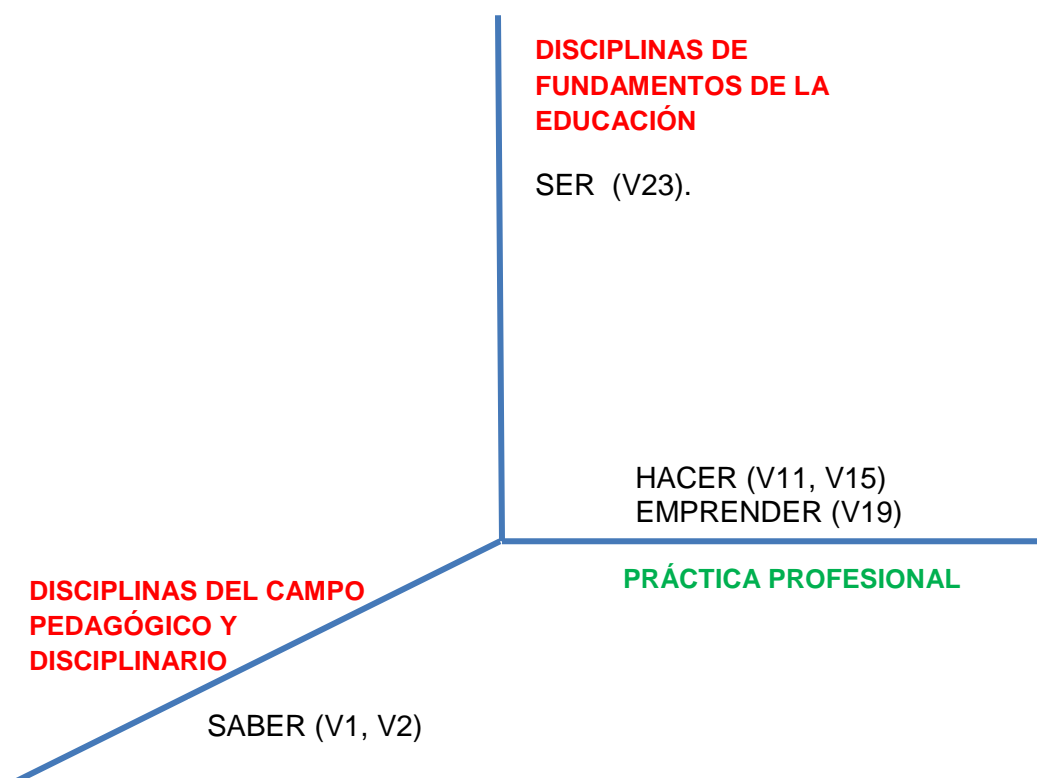 DISCIPLINAS DE
FUNDAMENTOS DE LA
EDUCACIÓN
SER  (V23).
HACER (V11, V15)
EMPRENDER (V19)
PRÁCTICA PROFESIONAL
DISCIPLINAS DEL CAMPO
PEDAGÓGICO Y
DISCIPLINARIO
SABER (V1, V2)